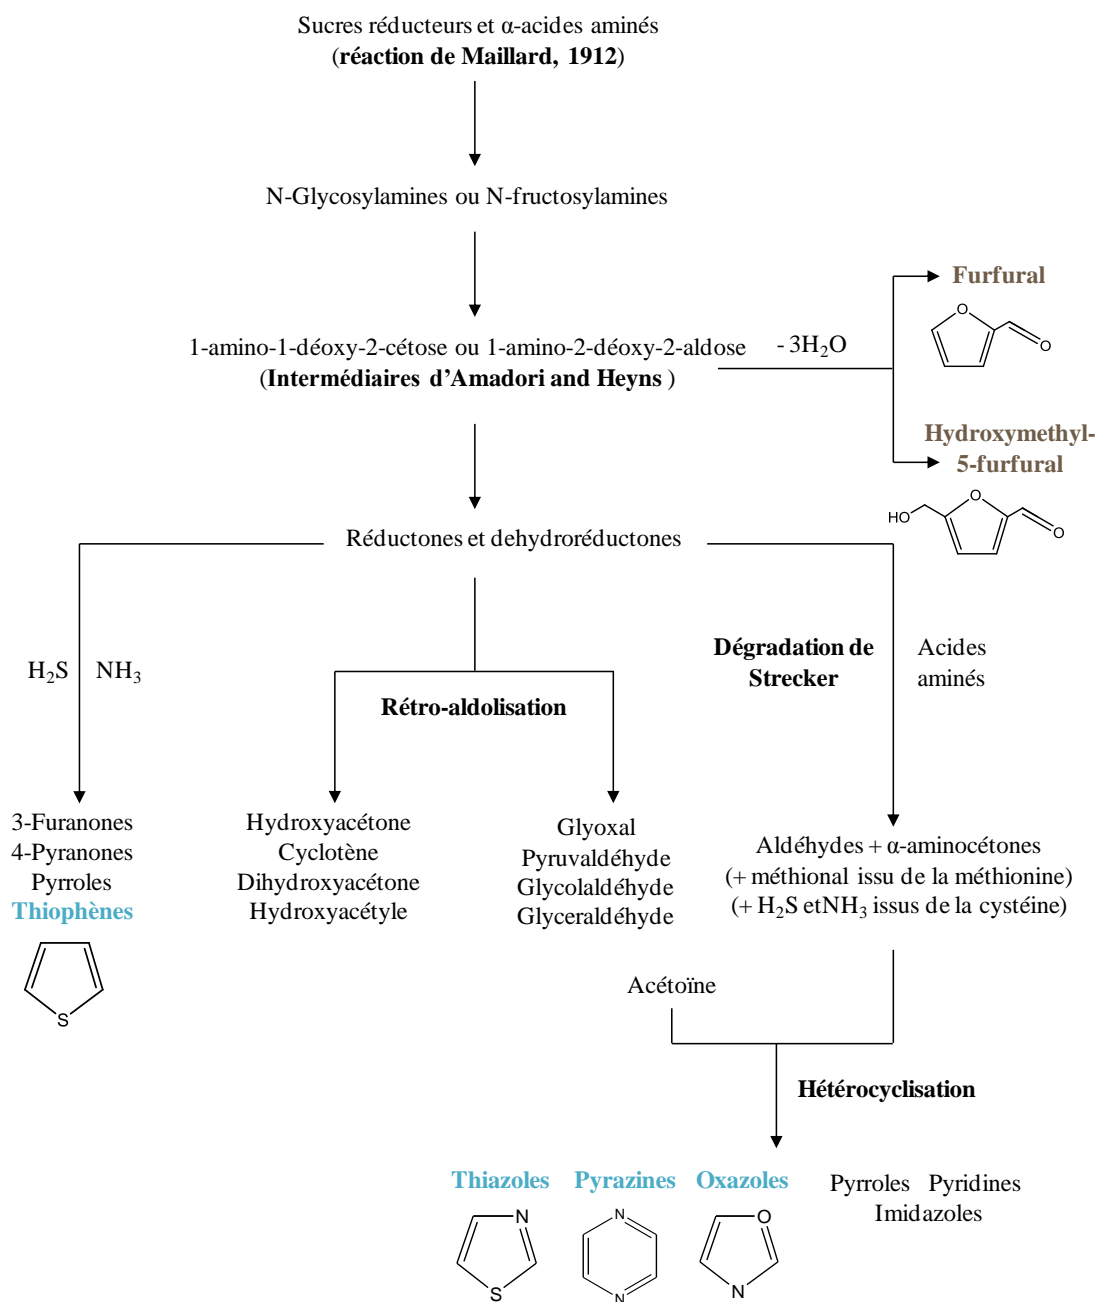 Sucres réducteurs et α-acides aminés
(réaction de Maillard, 1912)
N-Glycosylamines ou N-fructosylamines
Furfural
O
O
1-amino-1-déoxy-2-cétose ou 1-amino-2-déoxy-2-aldose
(Intermédiaires d'Amadori and Heyns )
- 3H₂O
Hydroxymethyl-
5-furfural
HO
O
O
Réductones et dehydroréductones
H₂S
NH₃
Rétro-aldolisation
Dégradation de
Strecker
Acides
aminés
3-Furanones
4-Pyranones
Pyrroles
Thiophènes
S
Hydroxyacétone
Cyclotène
Dihydroxyacétone
Hydroxyacétyle
Glyoxal
Pyruvaldéhyde
Glycolaldéhyde
Glyceraldéhyde
Aldéhydes + α-aminocétones
(+ méthional issu de la méthionine)
(+ H₂S etNH₃ issus de la cystéine)
Acétoïne
Hétérocyclisation
Thiazoles
N
S
Pyrazines
N
N
Oxazoles
O
N
Pyrroles Pyridines
Imidazoles